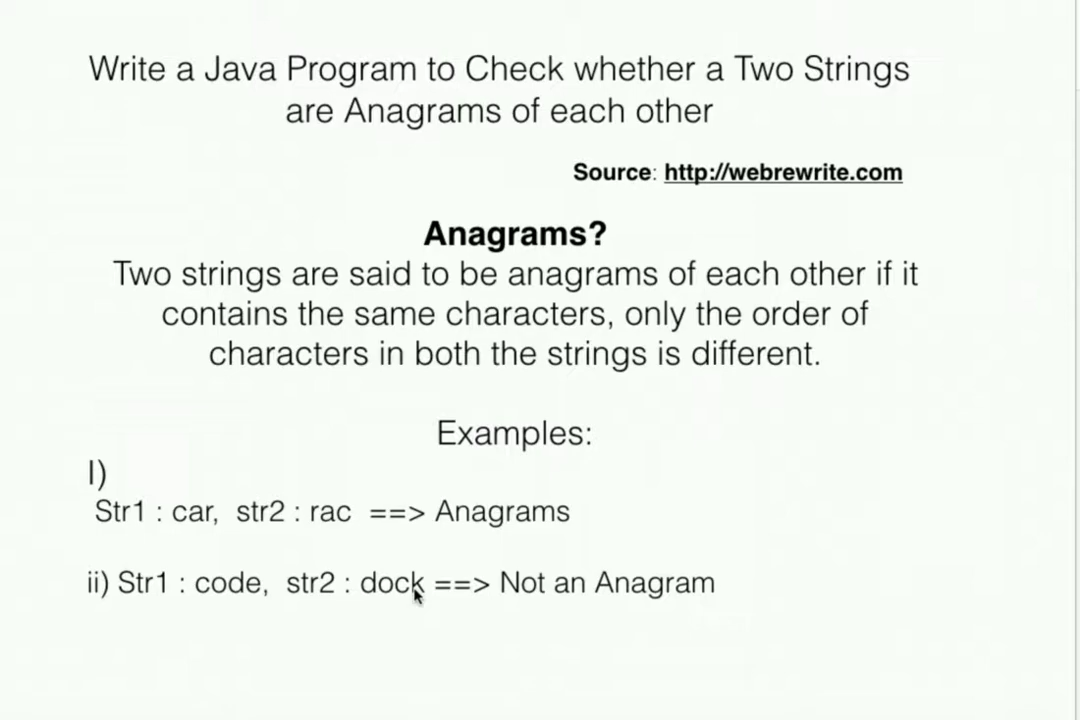 Write a Java Program to Check whether a Two Strings
are Anagrams of each other
Source: http://webrewrite.com
Anagrams?
Two strings are said to be anagrams of each other if it
contains the same characters, only the order of
characters in both the strings is different.
Examples:
I)
Str1 : car,  str2 : rac  ==> Anagrams
ii) Str1 : code,  str2 : dock ==> Not an Anagram